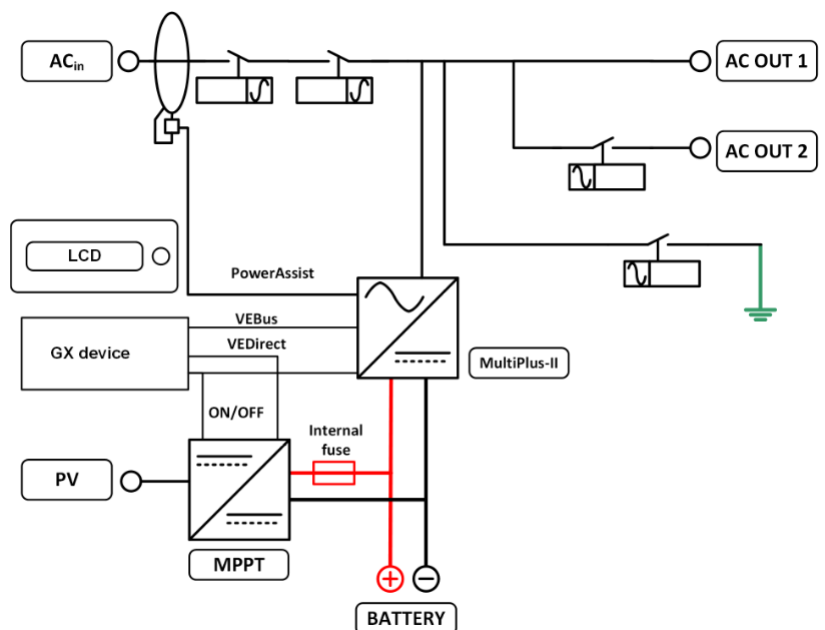 ACin
AC OUT 1
AC OUT 2
LCD
PowerAssist
VEBus
GX device
VEDirect
MultiPlus-II
ON/OFF
Internal
fuse
PV
MPPT
BATTERY